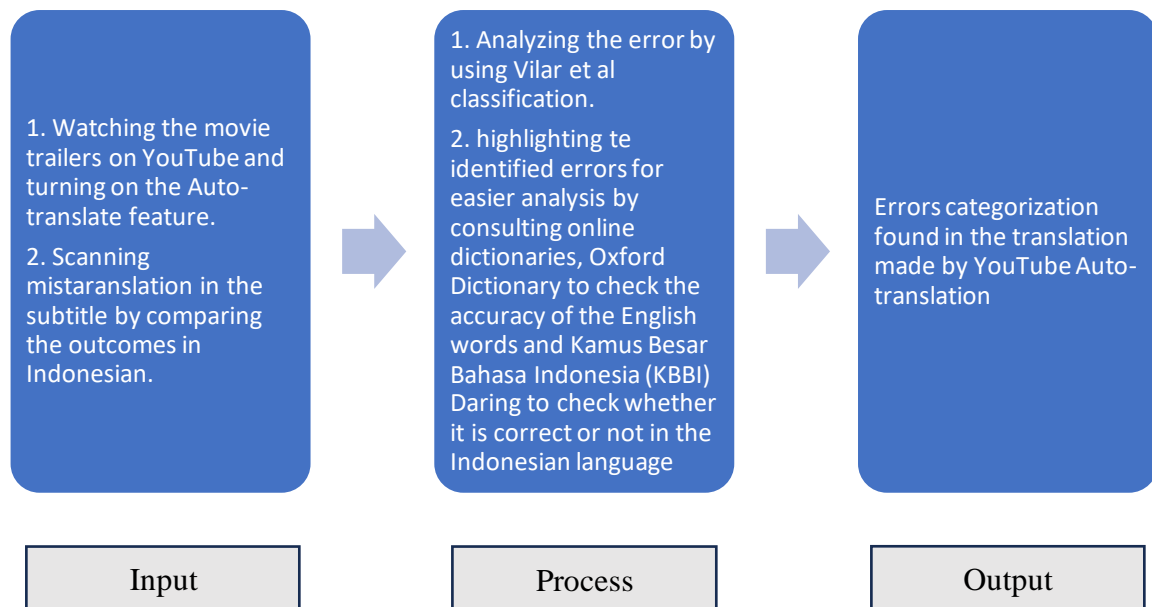 1. Watching the movie
trailers on YouTube and
turning on the Auto-
translate feature.
2. Scanning
mistaranslation in the
subtitle by comparing
the outcomes in
Indonesian.
1. Analyzing the error by
using Vilar et al
classification.
2. highlighting te
identified errors for
easier analysis by
consulting online
dictionaries, Oxford
Dictionary to check the
accuracy of the English
words and Kamus Besar
Bahasa Indonesia (KBBI)
Daring to check whether
it is correct or not in the
Indonesian language
Errors categorization
found in the translation
made by YouTube Auto-
translation
Input
Process
Output